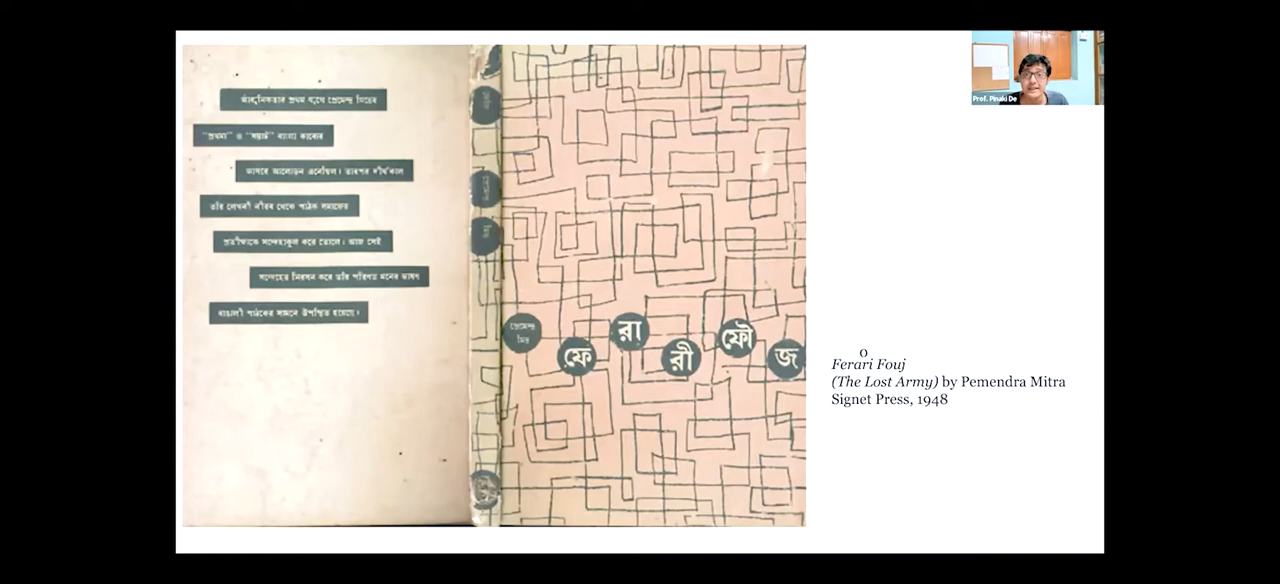 আধুনিকতার প্রথম যুগে প্রেমেন্দ্র মিত্রের
"প্রথমা" ও "সম্রাট" বাংলা কাব্যের
আসরে আলোড়ন এনেছিল। তারপর দীর্ঘকাল
তাঁর লেখনী নীরব থেকে পাঠক সমাজের
প্রতীক্ষাকে সন্দেহাকুল করে তোলে। আজ সেই
সন্দেহের নিরসন করে তাঁর পরিণত মনের ভাষণ
বাঙালী পাঠকের সামনে উপস্থিত হয়েছে।
প্রেমেন্দ্র
মিত্র
ফেরারী ফৌজ
Prof. Pinaki De
o
Ferari Fouj
(The Lost Army) by Pemendra Mitra
Signet Press, 1948